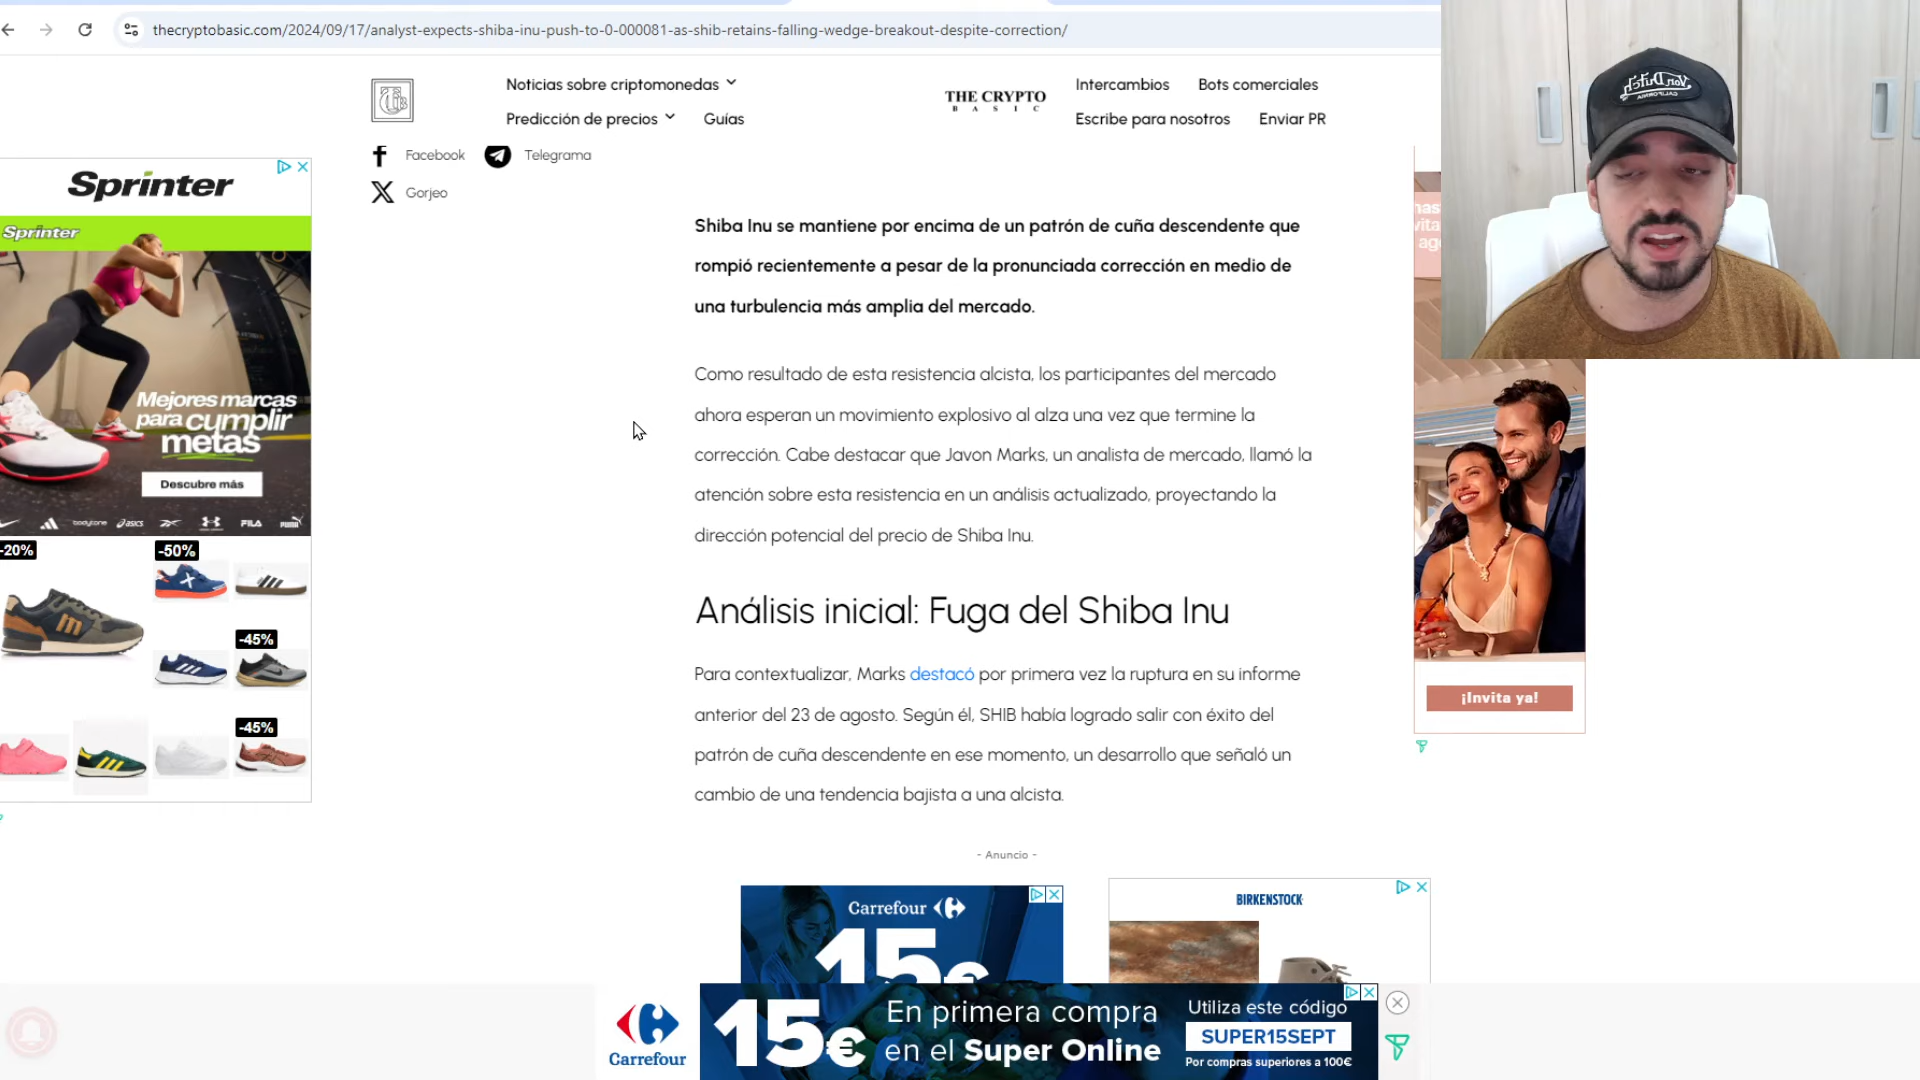 thecryptobasic.com/2024/09/17/analyst-expects-shiba-inu-push-to-0-000081-as-shib-retains-falling-wedge-breakout-despite-correction/
Noticias sobre criptomonedas
Predicción de precios
Guías
THE CRYPTO
BASIC
Intercambios
Bots comerciales
Escribe para nosotros
Enviar PR
Facebook
Telegrama
Gorjeo
Shiba Inu se mantiene por encima de un patrón de cuña descendente que
rompió recientemente a pesar de la pronunciada corrección en medio de
una turbulencia más amplia del mercado.
Como resultado de esta resistencia alcista, los participantes del mercado
ahora esperan un movimiento explosivo al alza una vez que termine la
corrección. Cabe destacar que Javon Marks, un analista de mercado, llamó la
atención sobre esta resistencia en un análisis actualizado, proyectando la
dirección potencial del precio de Shiba Inu.
Análisis inicial: Fuga del Shiba Inu
Para contextualizar, Marks destacó por primera vez la ruptura en su informe
anterior del 23 de agosto. Según él, SHIB había logrado salir con éxito del
patrón de cuña descendente en ese momento, un desarrollo que señaló un
cambio de una tendencia bajista a una alcista.
- Anuncio -
Sprinter
Sprinter
Mejores marcas
para cumplir
metas
Descubre más
bodytone
asics
FILA
PUMA
-20%
-50%
-45%
-45%
Von Dutch
CALIFORNIA
¡Invita ya!
Carrefour
15€
BIRKENSTOCK
Carrefour
15€
En primera compra
en el Super Online
Utiliza este código
SUPER15SEPT
Por compras superiores a 100€